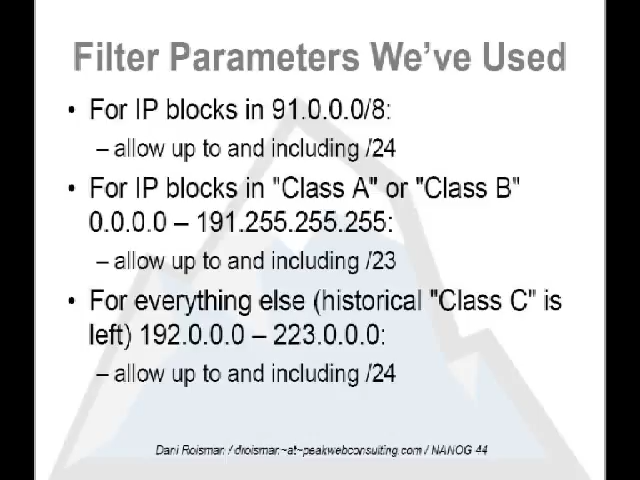 Filter Parameters We've Used
• For IP blocks in 91.0.0.0/8:
– allow up to and including /24
• For IP blocks in "Class A" or "Class B"
0.0.0.0 – 191.255.255.255:
– allow up to and including /23
• For everything else (historical "Class C" is
left) 192.0.0.0 – 223.0.0.0:
– allow up to and including /24
Dani Roisman / droisman~at~peakwebconsulting.com / NANOG 44